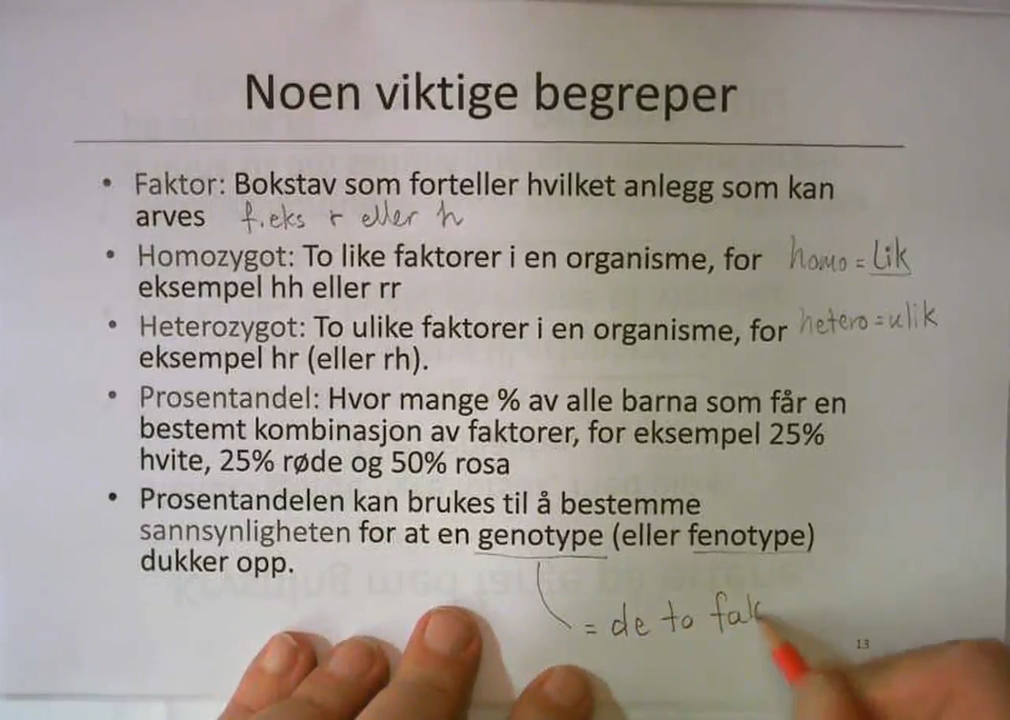 Noen viktige begreper
• Faktor: Bokstav som forteller hvilket anlegg som kan
arves f.eks r eller h
• Homozygot: To like faktorer i en organisme, for homo = lik
eksempel hh eller rr
• Heterozygot: To ulike faktorer i en organisme, for hetero = ulik
eksempel hr (eller rh).
• Prosentandel: Hvor mange % av alle barna som får en
bestemt kombinasjon av faktorer, for eksempel 25%
hvite, 25% røde og 50% rosa
• Prosentandelen kan brukes til å bestemme
sannsynligheten for at en genotype (eller fenotype)
dukker opp.
= de to fak
13